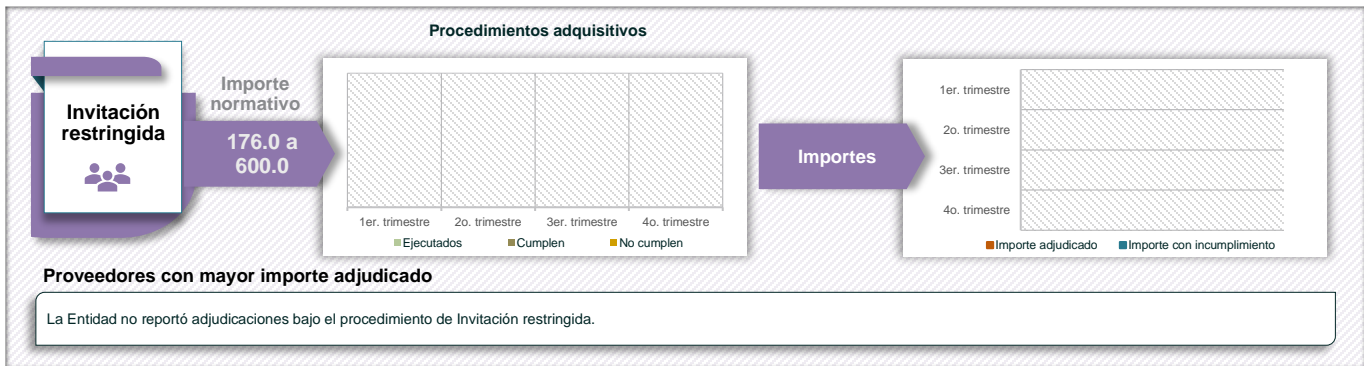 Procedimientos adquisitivos
Invitación
restringida
Importe
normativo
176.0 a
600.0
1er. trimestre
2o. trimestre
3er. trimestre
4o. trimestre
Ejecutados
Cumplen
No cumplen
Importes
1er. trimestre
2o. trimestre
3er. trimestre
4o. trimestre
Importe adjudicado
Importe con incumplimiento
Proveedores con mayor importe adjudicado
La Entidad no reportó adjudicaciones bajo el procedimiento de Invitación restringida.